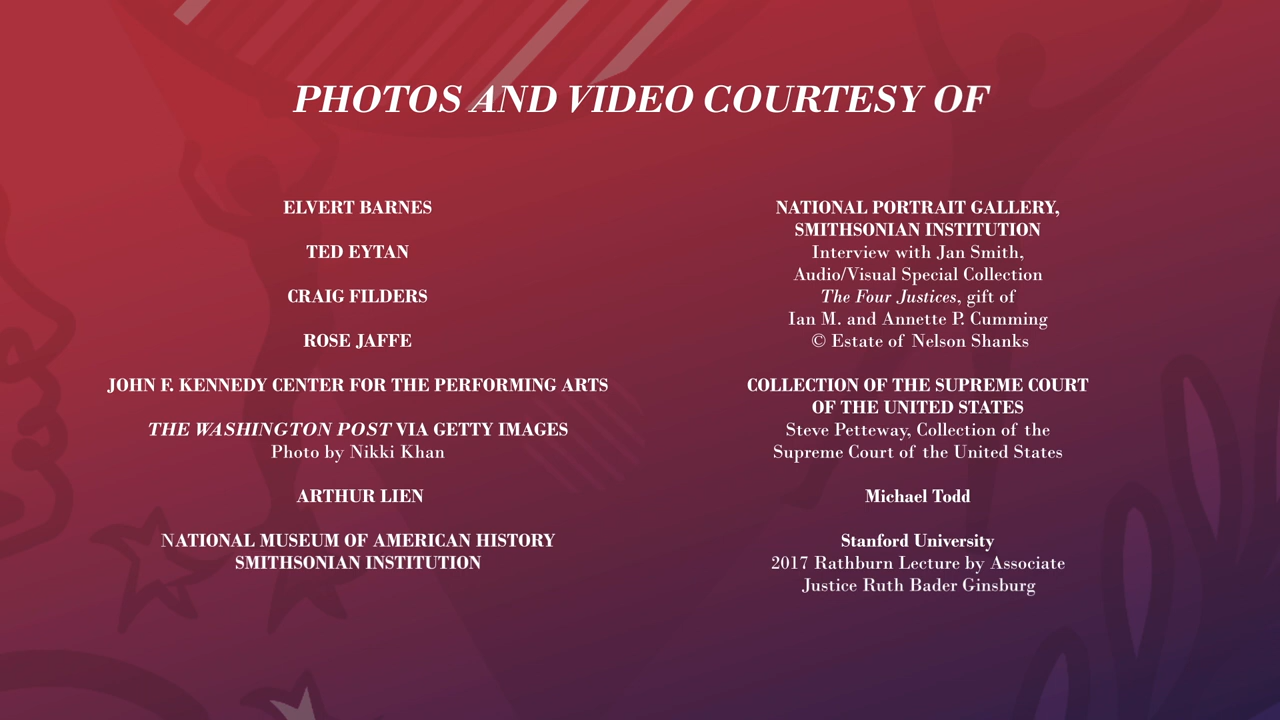 PHOTOS AND VIDEO COURTESY OF
ELVERT BARNES
TED EYTAN
CRAIG FILDERS
ROSE JAFFE
JOHN F. KENNEDY CENTER FOR THE PERFORMING ARTS
THE WASHINGTON POST VIA GETTY IMAGES
Photo by Nikki Khan
ARTHUR LIEN
NATIONAL MUSEUM OF AMERICAN HISTORY
SMITHSONIAN INSTITUTION
NATIONAL PORTRAIT GALLERY,
SMITHSONIAN INSTITUTION
Interview with Jan Smith,
Audio/Visual Special Collection
The Four Justices, gift of
Ian M. and Annette P. Cumming
© Estate of Nelson Shanks
COLLECTION OF THE SUPREME COURT
OF THE UNITED STATES
Steve Petteway, Collection of the
Supreme Court of the United States
Michael Todd
Stanford University
2017 Rathburn Lecture by Associate
Justice Ruth Bader Ginsburg